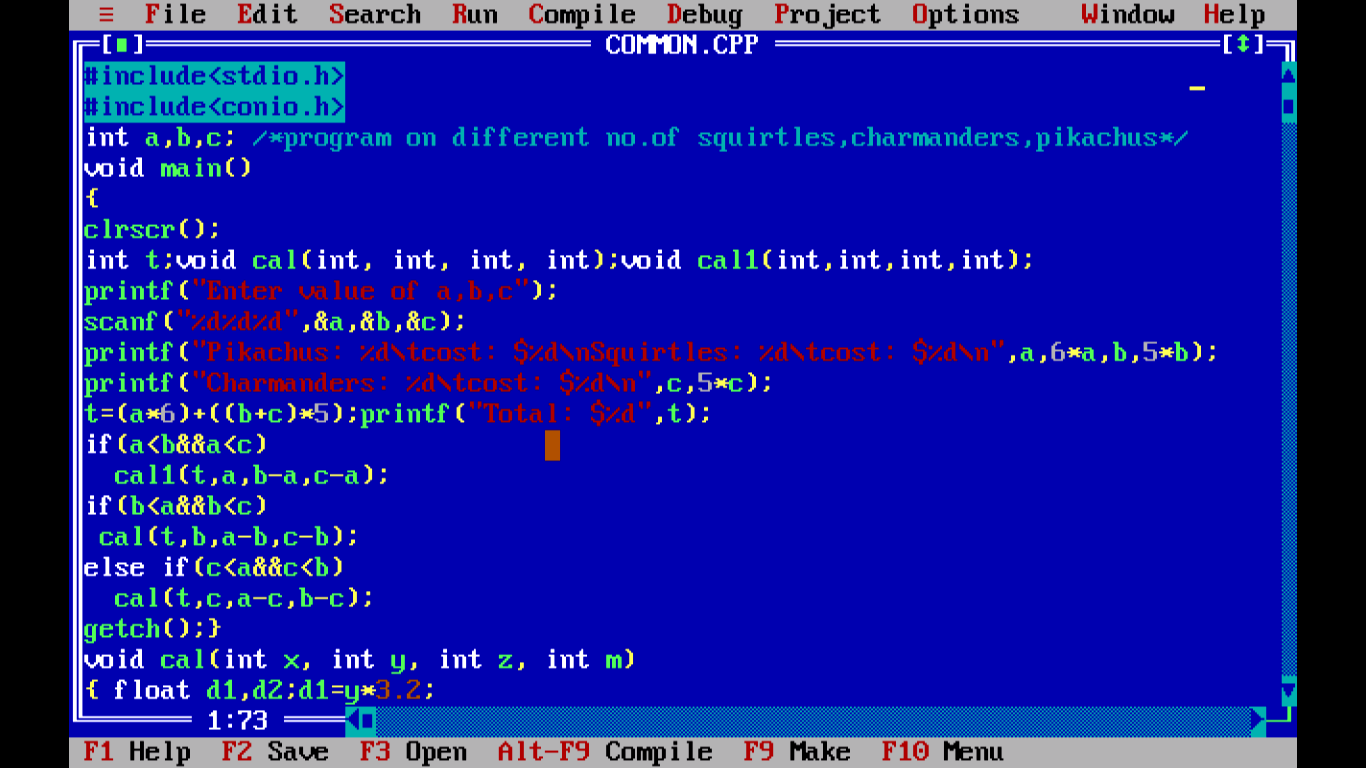 ≡ File Edit Search Run Compile Debug Project Options Window Help
[■] COMMON.CPP [↕]
#include<stdio.h>
#include<conio.h>
int a,b,c; /*program on different no.of squirtles,charmanders,pikachus*/
void main()
{
clrscr();
int t;void cal(int, int, int, int);void cal1(int,int,int,int);
printf("Enter value of a,b,c");
scanf("%d%d%d",&a,&b,&c);
printf("Pikachus: %d\tcost: $%d\nSquirtles: %d\tcost: $%d\n",a,6*a,b,5*b);
printf("Charmanders: %d\tcost: $%d\n",c,5*c);
t=(a*6)+((b+c)*5);printf("Total: $%d",t);
if(a<b&&a<c)
  cal1(t,a,b-a,c-a);
if(b<a&&b<c)
 cal(t,b,a-b,c-b);
else if(c<a&&c<b)
  cal(t,c,a-c,b-c);
getch();}
void cal(int x, int y, int z, int m)
{ float d1,d2;d1=y*3.2;
1:73
F1 Help F2 Save F3 Open Alt-F9 Compile F9 Make F10 Menu